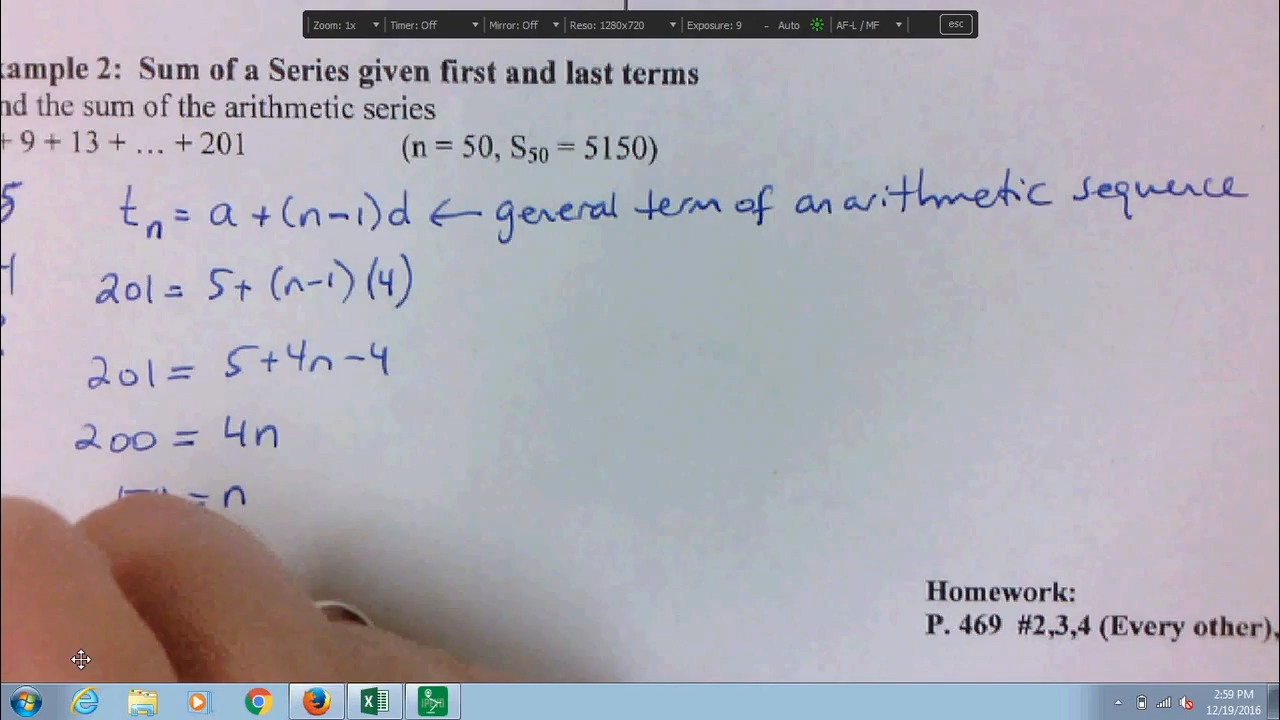 Zoom: 1x Timer: Off Mirror: Off Reso: 1280x720 Exposure: 9 - Auto AF-L / MF esc
ample 2: Sum of a Series given first and last terms
nd the sum of the arithmetic series
+ 9 + 13 + … + 201 (n = 50, S₅₀ = 5150)
5 tₙ = a + (n-1)d ← general term of an arithmetic sequence
201 = 5 + (n-1)(4)
201 = 5+4n-4
200 = 4n
= n
Homework:
P. 469 #2,3,4 (Every other),
2:59 PM
12/19/2016